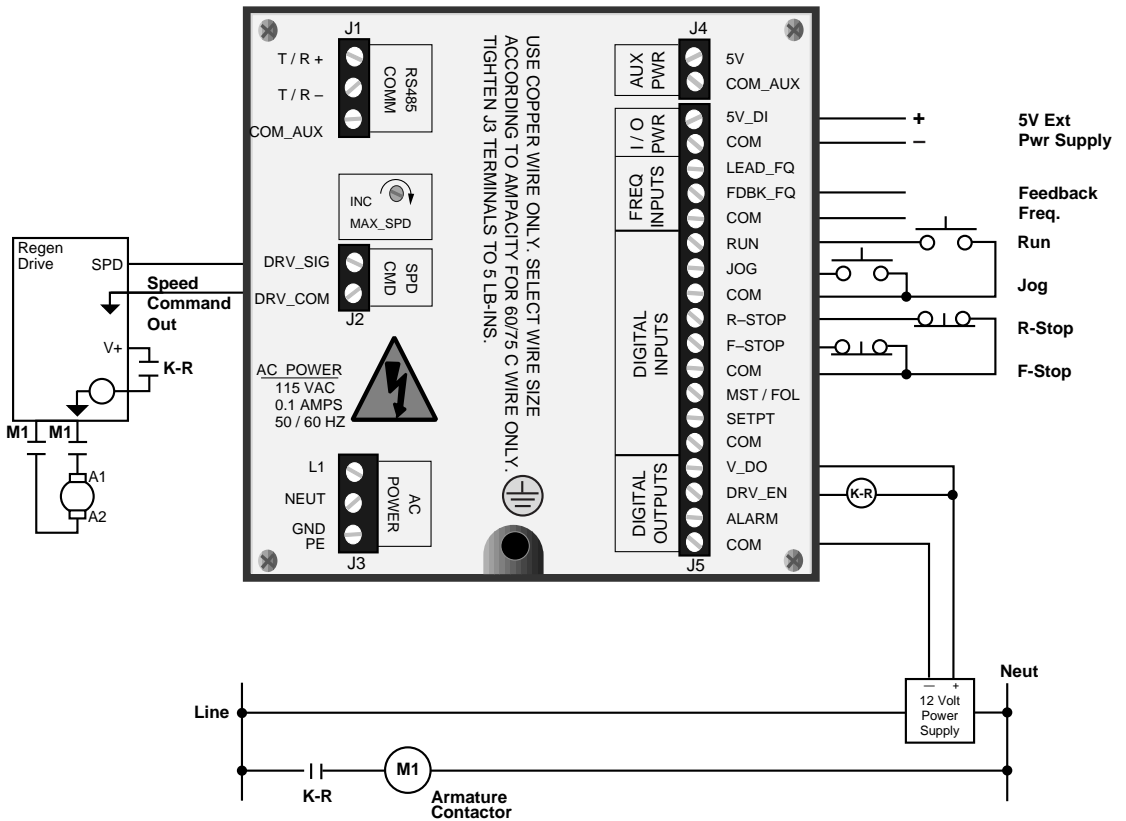 J1
T / R +
T / R –
COM_AUX
RS485
COMM
INC
MAX_SPD
DRV_SIG
DRV_COM
SPD
CMD
J2
AC POWER
115 VAC
0.1 AMPS
50 / 60 HZ
L1
NEUT
GND
PE
AC
POWER
J3
USE COPPER WIRE ONLY. SELECT WIRE SIZE
ACCORDING TO AMPACITY FOR 60/75 C WIRE ONLY.
TIGHTEN J3 TERMINALS TO 5 LB-INS.
J4
AUX
PWR
5V
COM_AUX
I / O
PWR
5V_DI
COM
FREQ
INPUTS
LEAD_FQ
FDBK_FQ
COM
DIGITAL
INPUTS
RUN
JOG
COM
R–STOP
F–STOP
COM
MST / FOL
SETPT
COM
DIGITAL
OUTPUTS
V_DO
DRV_EN
ALARM
COM
J5
+
–
5V Ext
Pwr Supply
Feedback
Freq.
Run
Jog
R-Stop
F-Stop
K-R
Regen
Drive
SPD
Speed
Command
Out
V+
K-R
M1
M1
A1
A2
Neut
— +
12 Volt
Power
Supply
Line
K-R
M1
Armature
Contactor